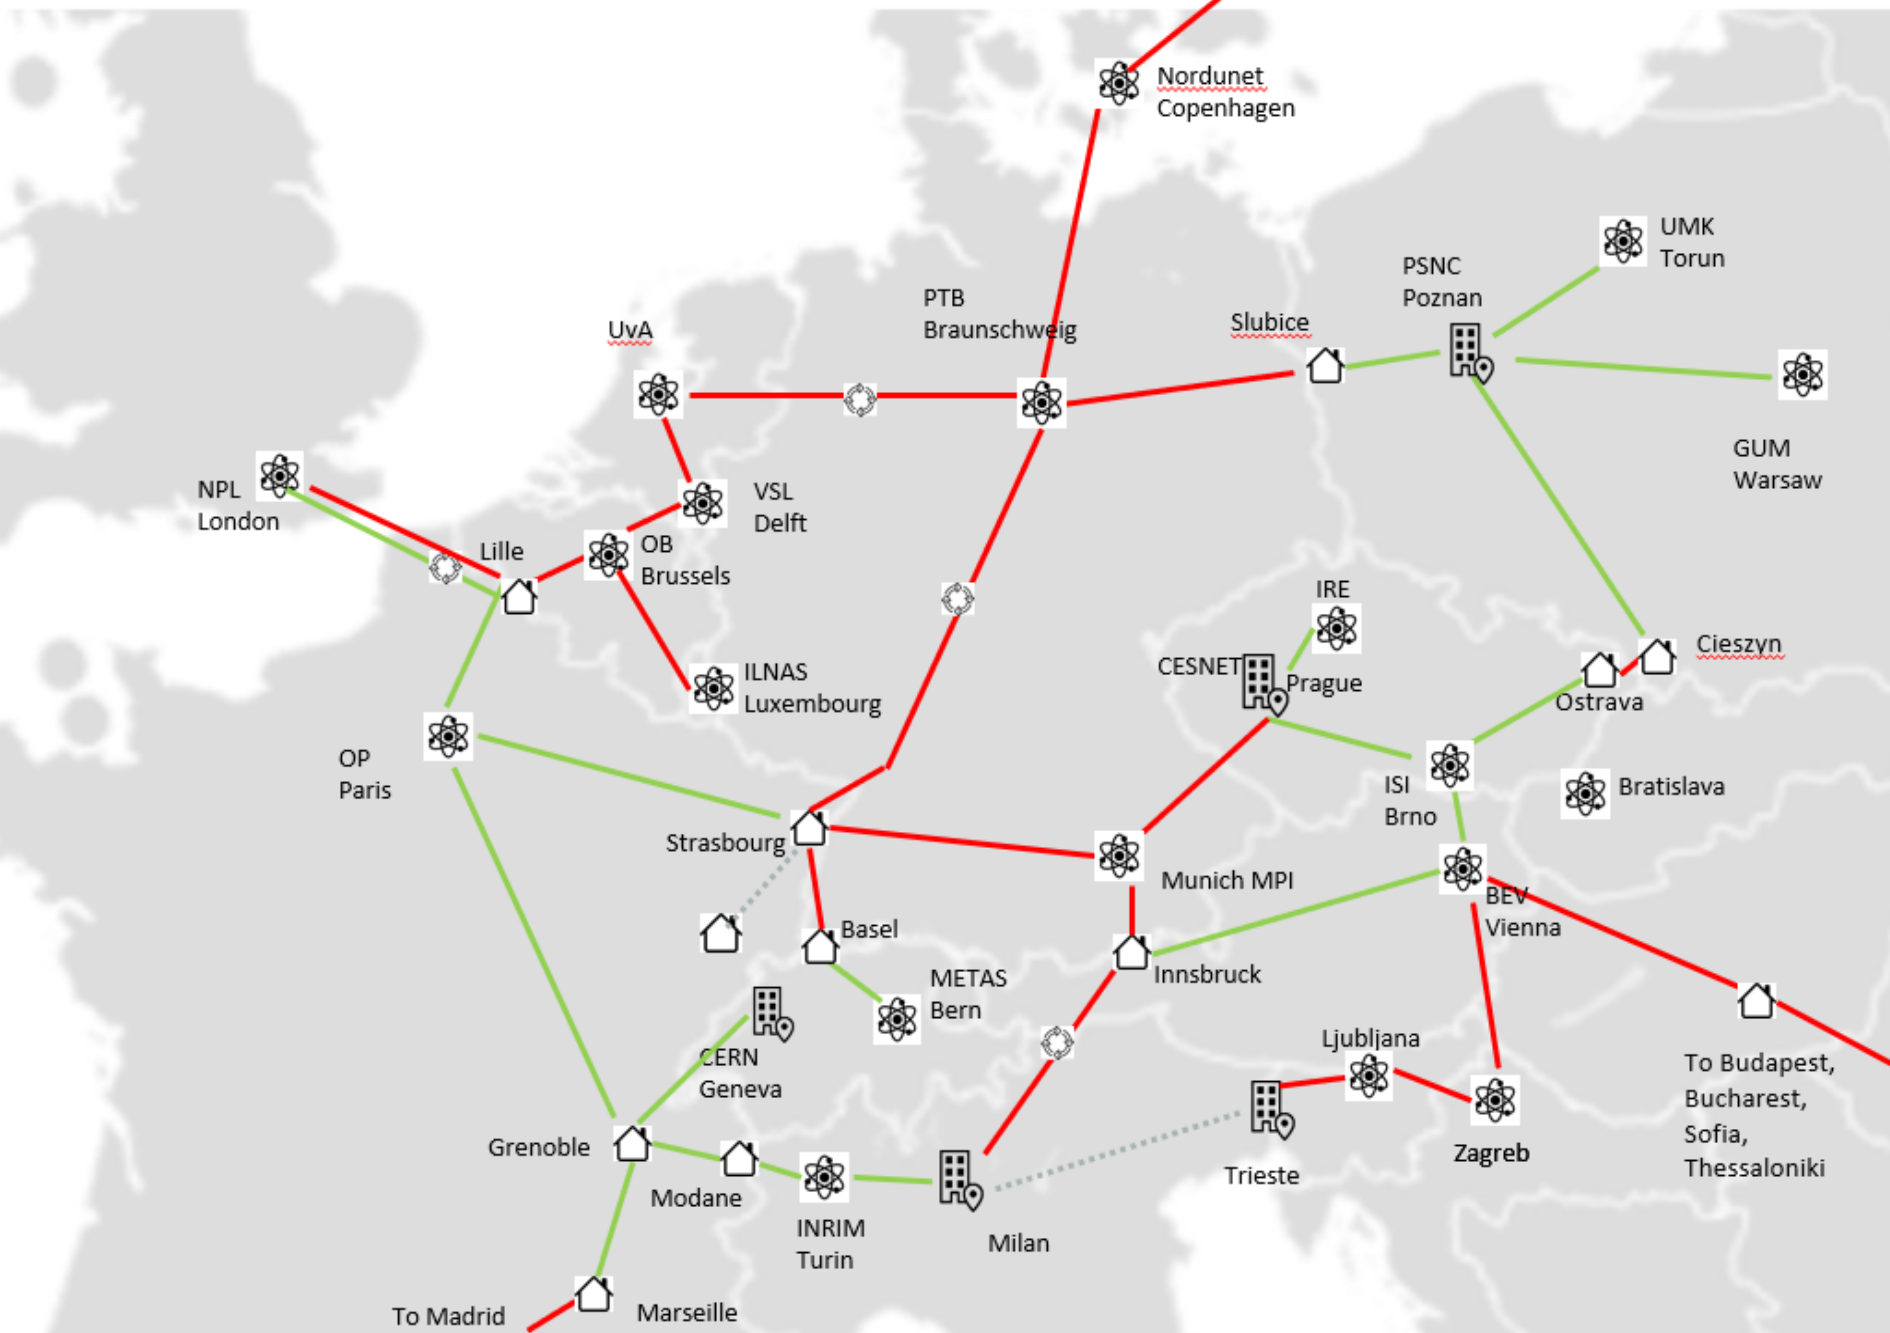 Nordunet
Copenhagen
UMK
Torun
PSNC
Poznan
PTB
Braunschweig
Slubice
UvA
GUM
Warsaw
NPL
London
VSL
Delft
Lille
OB
Brussels
IRE
CESNET
Prague
Cieszyn
Ostrava
ILNAS
Luxembourg
OP
Paris
ISI
Brno
Bratislava
Strasbourg
Munich MPI
BEV
Vienna
Basel
Innsbruck
METAS
Bern
CERN
Geneva
Ljubljana
To Budapest,
Bucharest,
Sofia,
Thessaloniki
Grenoble
Modane
Zagreb
Trieste
INRIM
Turin
Milan
To Madrid
Marseille